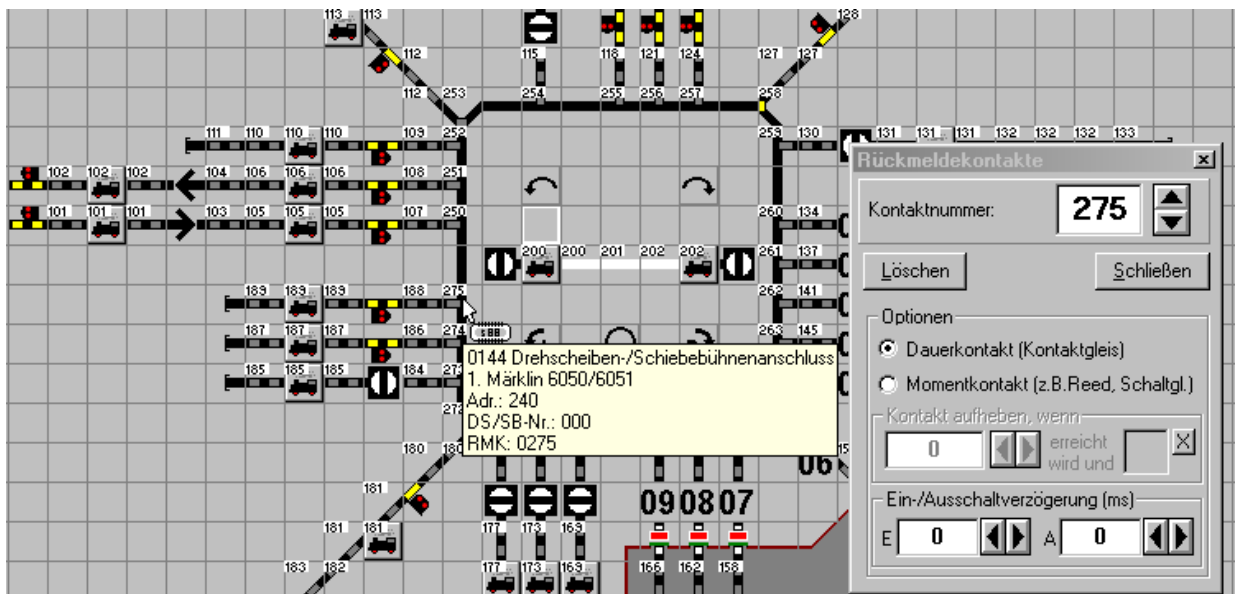 113 113 128
112 115 118 121 124 127 127
112 253 254 255 256 257 258
111 110 110 110 109 252 259 130 131 131 131 132 132 132 133
102 102 102 104 106 106 106 108 251
101 101 101 103 105 105 105 107 250 260 134
200 200 201 202 202 261 137
189 189 189 188 275 262 141
187 187 187 186 274 263 145
s88
185 185 185 184
180 180
181
09 08 07
06
181 181 177 173 169
183 182 177 173 169 166 162 158
0144 Drehscheiben-/Schiebebühnenanschluss
1. Märklin 6050/6051
Adr.: 240
DS/SB-Nr.: 000
RMK: 0275
Rückmeldekontakte
Kontaktnummer: 275
Löschen Schließen
Optionen
Dauerkontakt (Kontaktgleis)
Momentkontakt (z.B.Reed, Schaltgl.)
Kontakt aufheben, wenn
0 erreicht
wird und X
Ein-/Ausschaltverzögerung (ms)
E 0 A 0